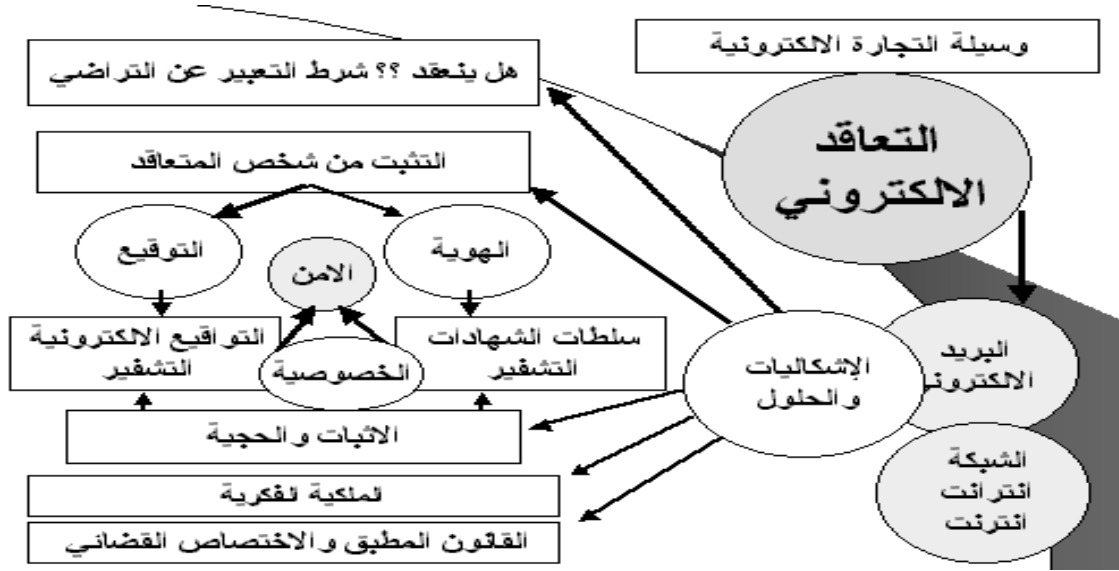 وسيلة التجارة الالكترونية
التعاقد
الالكتروني
هل ينعقد ؟؟ شرط التعبير عن التراضي
التثبت من شخص المتعاقد
الهوية
التوقيع
الامن
سلطات الشهادات
التشفير
التواقيع الالكترونية
التشفير
الخصوصية
البريد
الالكتروني
الإشكاليات
والحلول
الاثبات والحجية
الشبكة
انترانت
انترنت
الملكية الفكرية
القانون المطبق والاختصاص القضائي